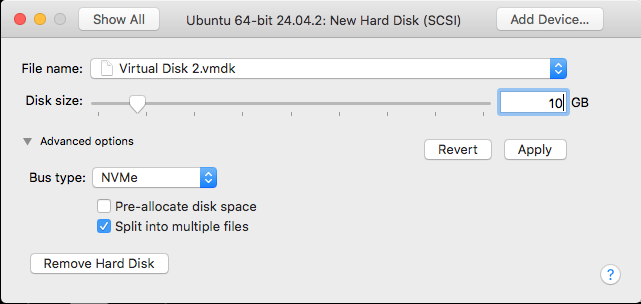 Show All Ubuntu 64-bit 24.04.2: New Hard Disk (SCSI) Add Device...
File name: Virtual Disk 2.vmdk
Disk size: 10 GB
Advanced options Revert Apply
Bus type: NVMe
Pre-allocate disk space
Split into multiple files
Remove Hard Disk ?